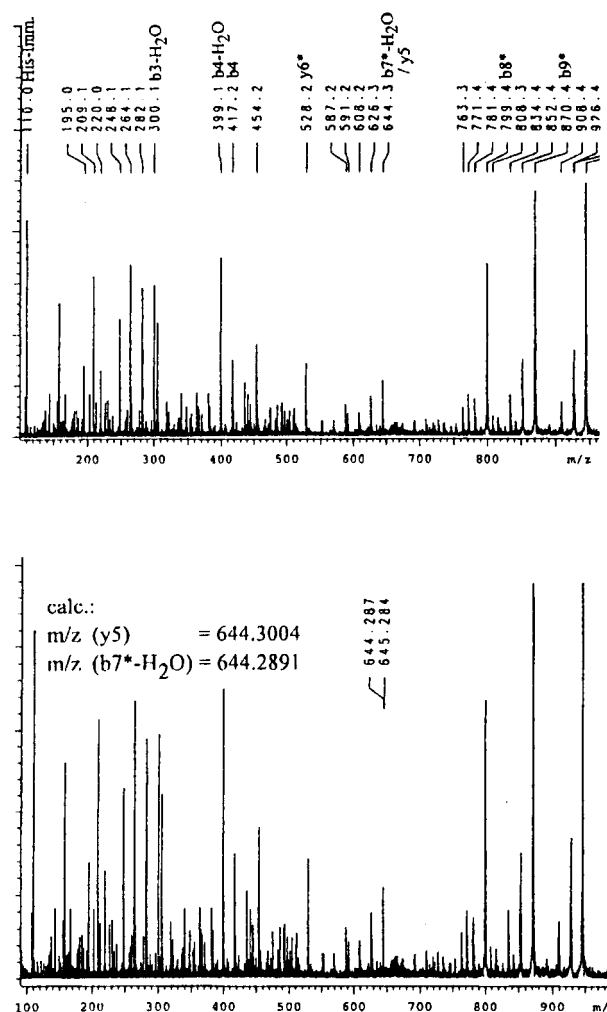 110.0 His-Imm.
195.0
209.1
220.0
248.1
264.1
282.1
300.1 b3-H2O
399.1 b4-H2O
417.2 b4
454.2
528.2 y6*
587.2
591.2
608.2
626.3
644.3 b7*-H2O
/ y5
763.3
771.4
781.4
799.4 b8*
808.3
834.4
852.4
870.4 b9*
908.4
926.4
200 300 400 500 600 700 800 m/z
calc.:
m/z (y5) = 644.3004
m/z (b7*-H2O) = 644.2891
644.287
645.284
100 200 300 400 500 600 700 800 900 m/